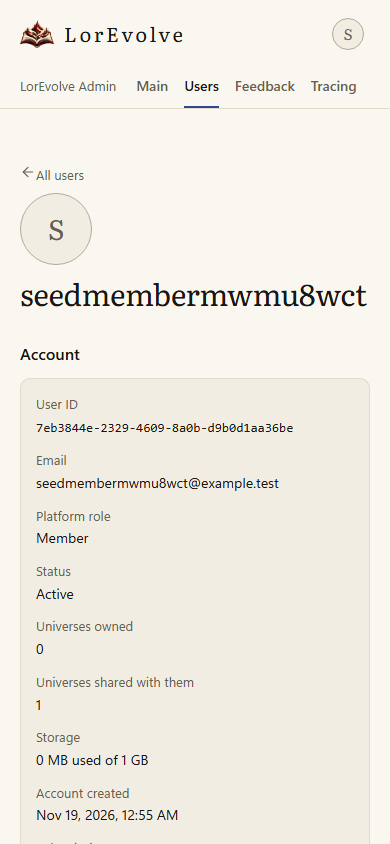 LorEvolve
S
LorEvolve Admin Main Users Feedback Tracing
All users
S
seedmembermwmu8wct
Account
User ID
7eb3844e-2329-4609-8a0b-d9b0d1aa36be
Email
seedmembermwmu8wct@example.test
Platform role
Member
Status
Active
Universes owned
0
Universes shared with them
1
Storage
0 MB used of 1 GB
Account created
Nov 19, 2026, 12:55 AM